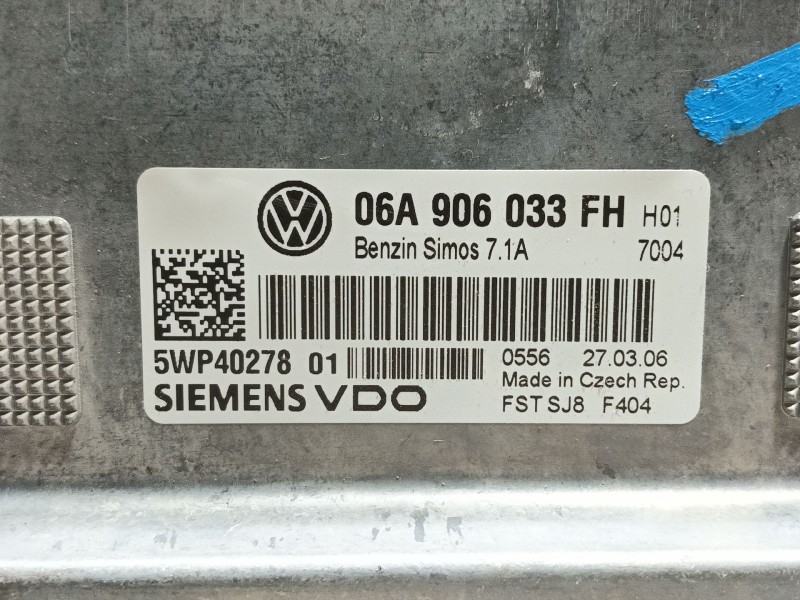 06A 906 033 FH H01
Benzin Simos 7.1A 7004
5WP40278 01 0556 27.03.06
Made in Czech Rep.
SIEMENS VDO FST SJ8 F404